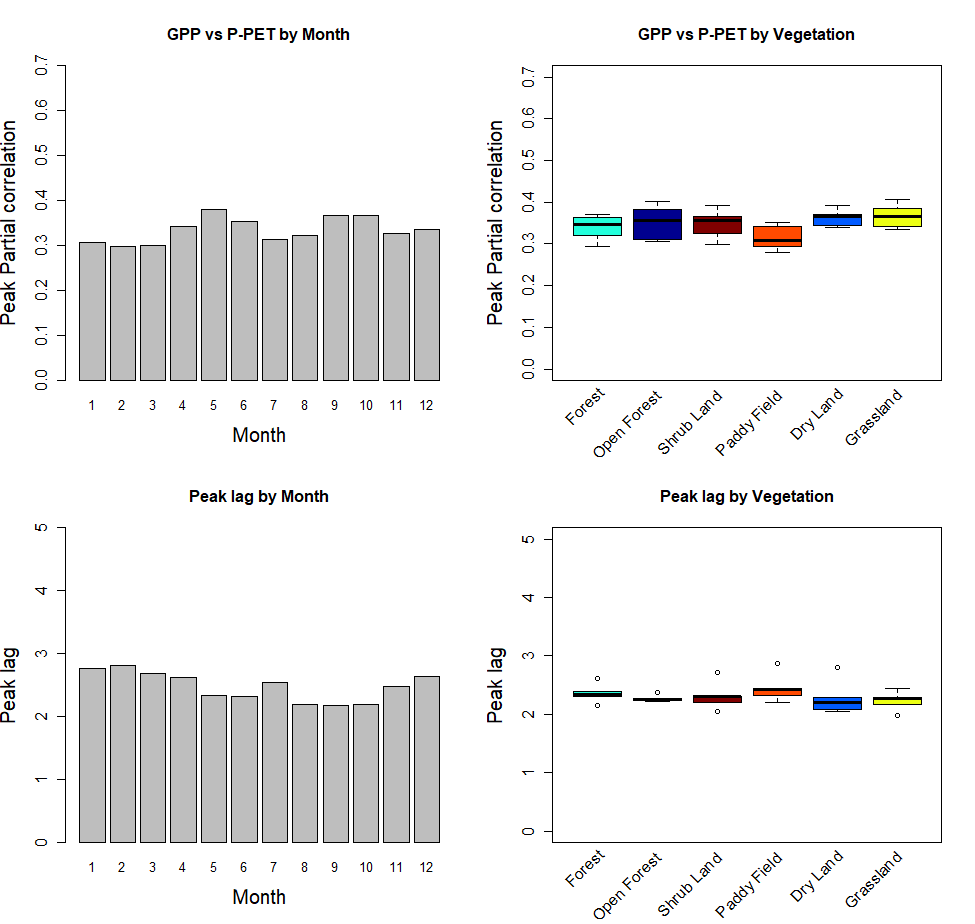 GPP vs P-PET by Month
Peak Partial correlation
0.7
0.6
0.5
0.4
0.3
0.2
0.1
0.0
1 2 3 4 5 6 7 8 9 10 11 12
Month
GPP vs P-PET by Vegetation
Peak Partial correlation
0.7
0.6
0.5
0.4
0.3
0.2
0.1
0.0
Forest
Open Forest
Shrub Land
Paddy Field
Dry Land
Grassland
Peak lag by Month
Peak lag
5
4
3
2
1
0
1 2 3 4 5 6 7 8 9 10 11 12
Month
Peak lag by Vegetation
Peak lag
5
4
3
2
1
0
Forest
Open Forest
Shrub Land
Paddy Field
Dry Land
Grassland